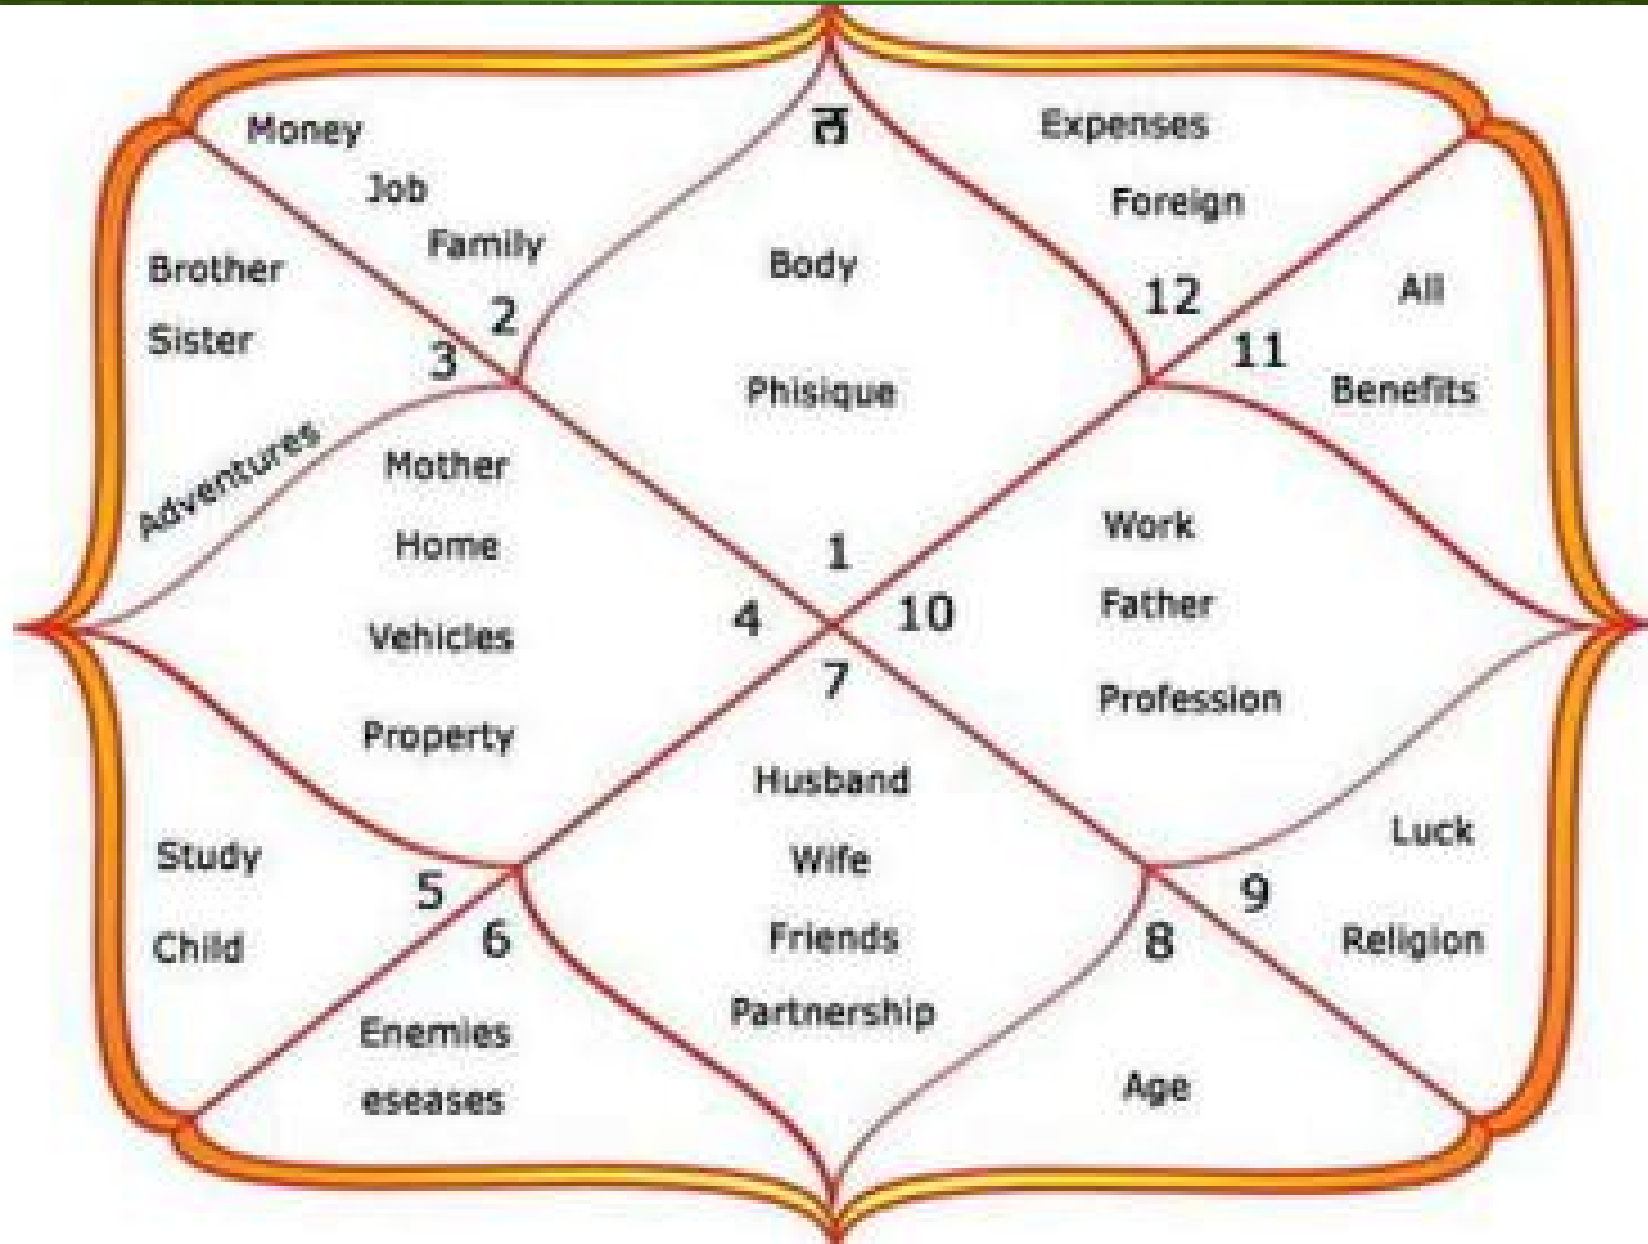 ल
Money
Job
Family
2
Expenses
Foreign
12
Brother
Sister
3
Adventures
Body
Phisique
1
All
11
Benefits
Mother
Home
Vehicles
Property
4
10
Work
Father
Profession
7
Husband
Wife
Friends
Partnership
Study
5
Child
6
Enemies
eseases
8
Age
Luck
9
Religion